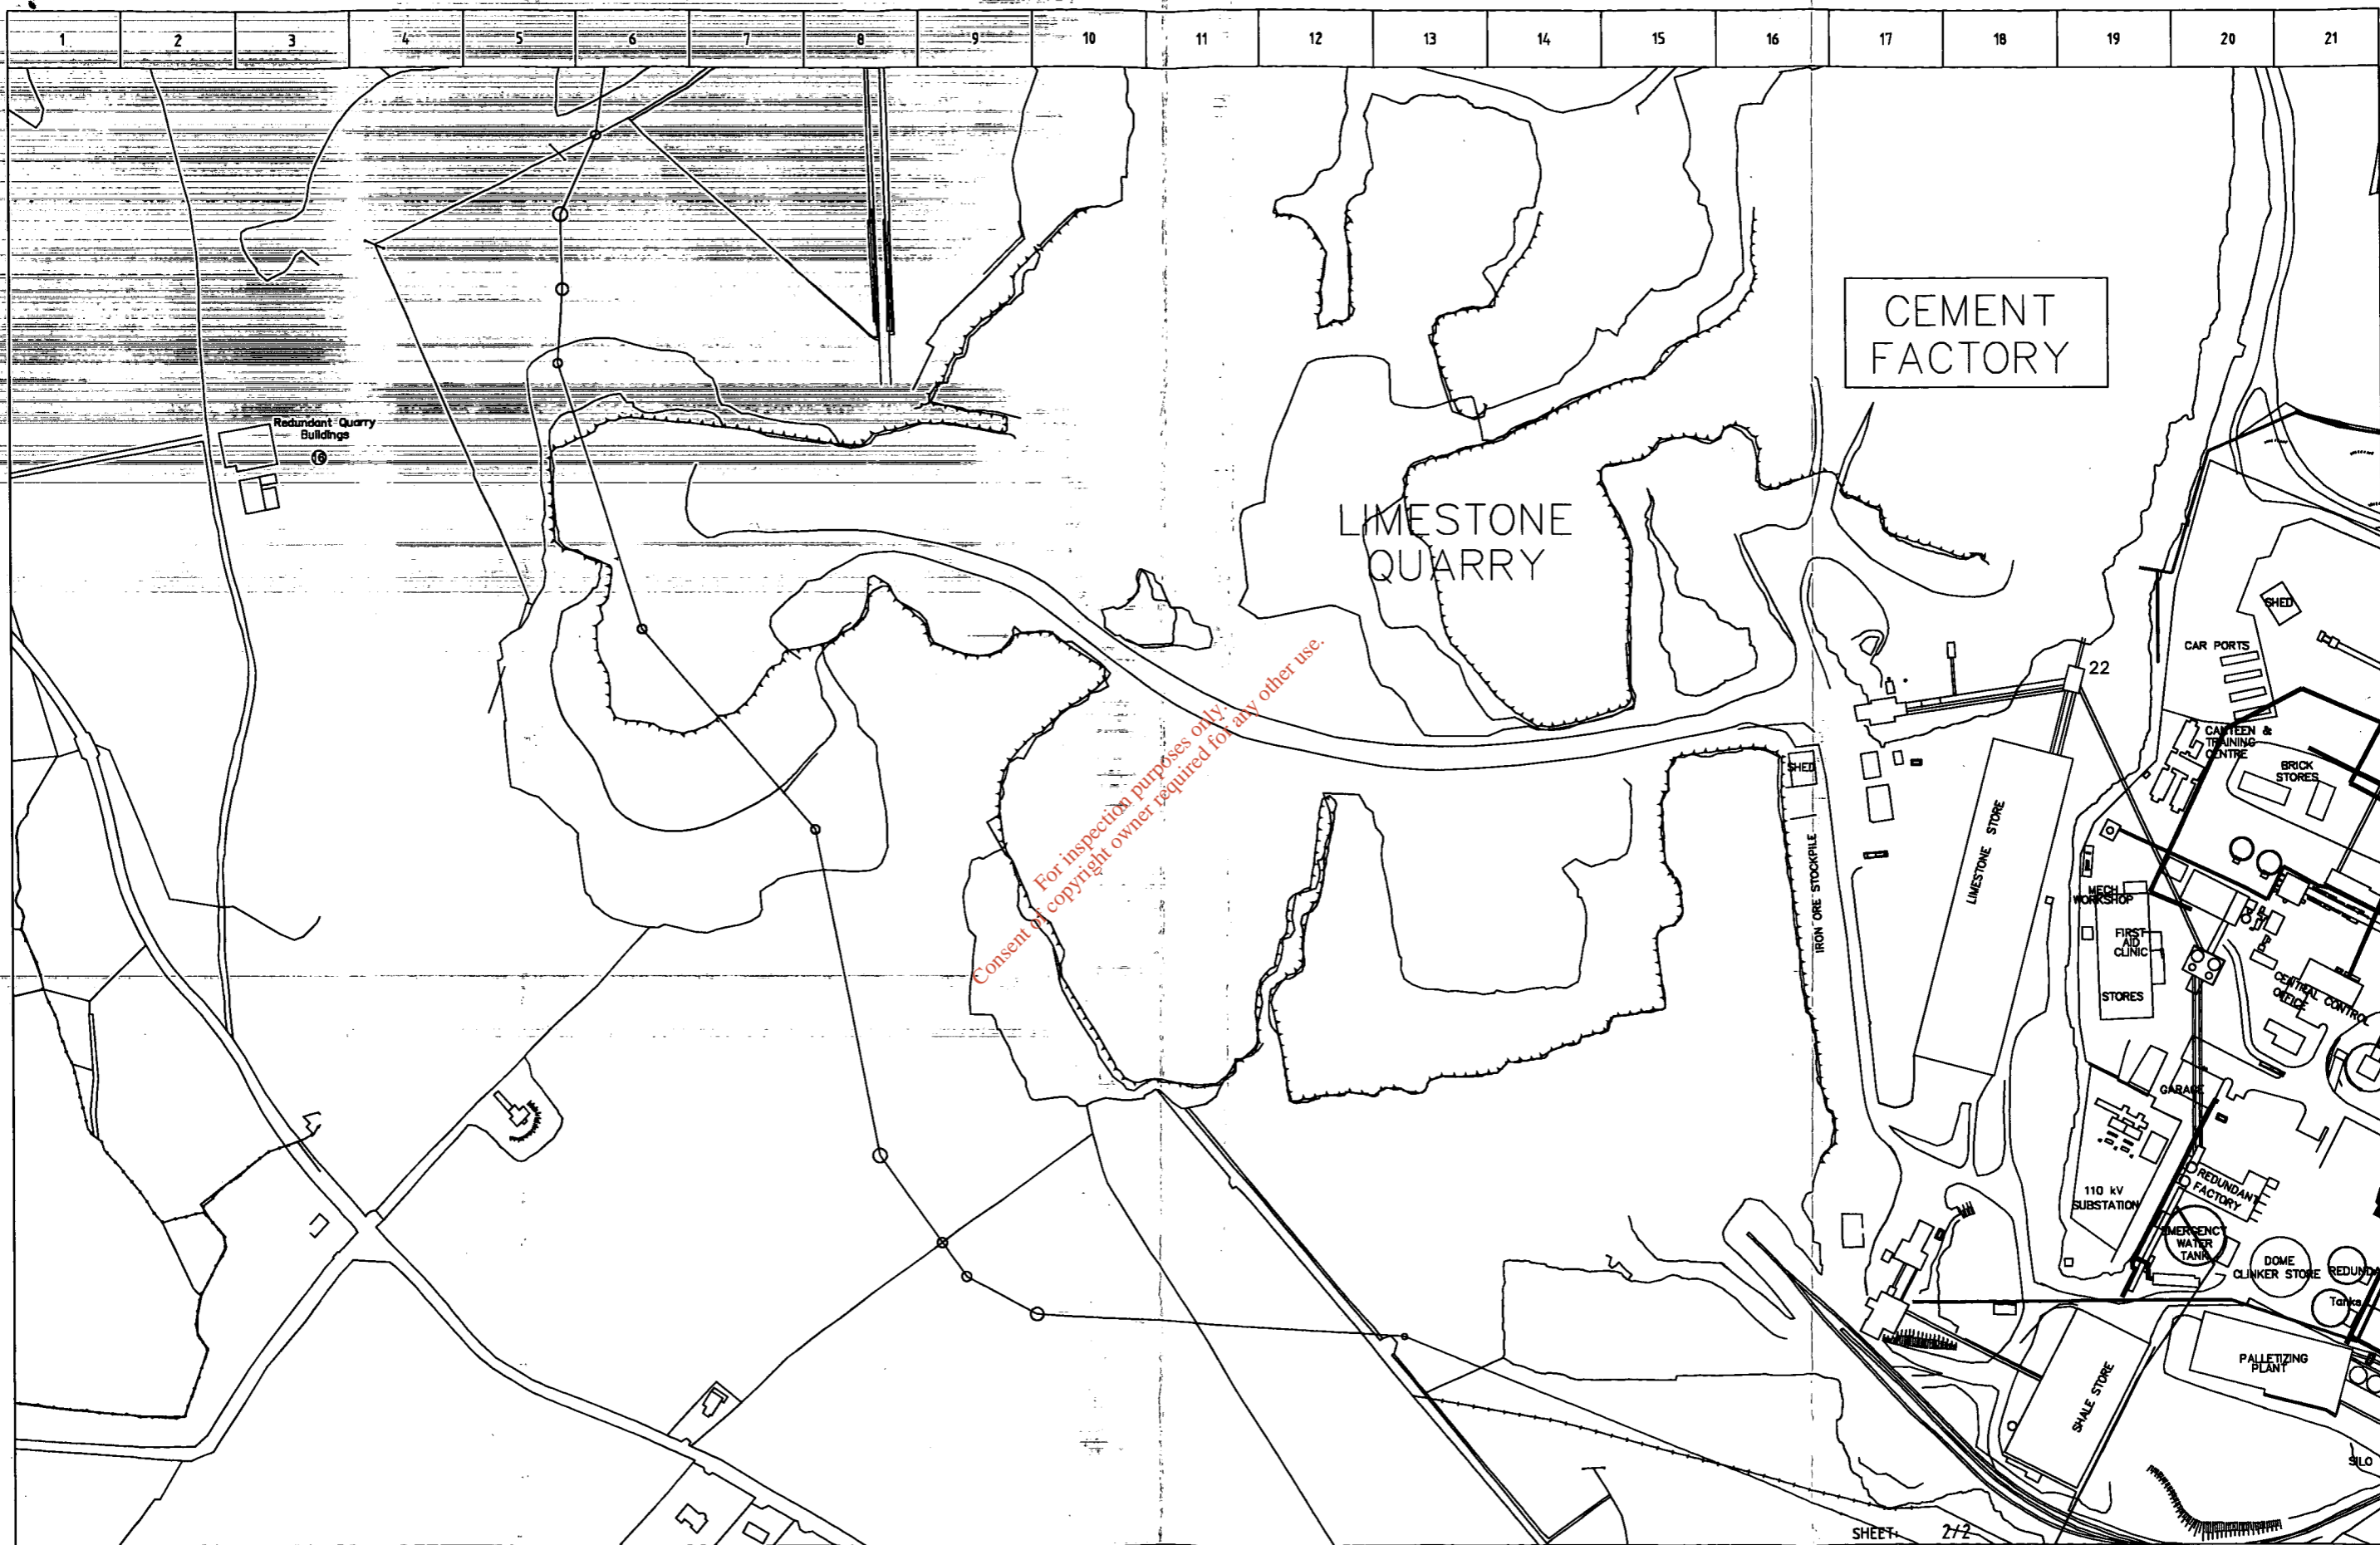 1 2 3 4 5 6 7 8 9 10 11 12 13 14 15 16 17 18 19 20 21
CEMENT
FACTORY
Redundant Quarry
Buildings
16
LIMESTONE
QUARRY
SHED
CAR PORTS
22
CANTEEN &
TRAINING
CENTRE
BRICK
STORES
SHED
LIMESTONE STORE
IRON ORE STOCKPILE
MECH
WORKSHOP
FIRST
AID
CLINIC
STORES
CENTRAL CONTROL
OFFICE
GARAGE
110 kV
SUBSTATION
REDUNDANT
FACTORY
EMERGENCY
WATER
TANK
DOME
CLINKER STORE
REDUNDA
Tanks
PALLETIZING
PLANT
SHALE STORE
SILO
SHEET: 2/2
For inspection purposes only.
Consent of copyright owner required for any other use.